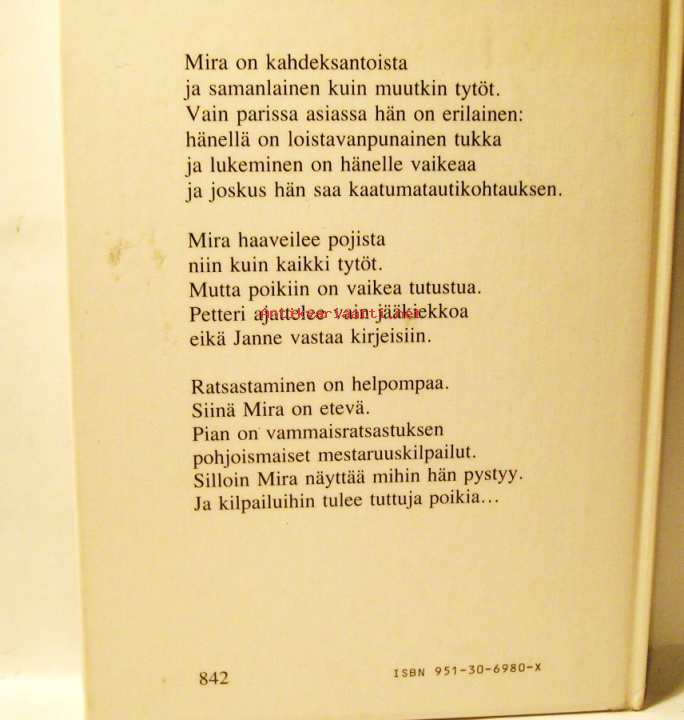 Mira on kahdeksantoista
ja samanlainen kuin muutkin tytöt.
Vain parissa asiassa hän on erilainen:
hänellä on loistavanpunainen tukka
ja lukeminen on hänelle vaikeaa
ja joskus hän saa kaatumatautikohtauksen.
Mira haaveilee pojista
niin kuin kaikki tytöt.
Mutta poikiin on vaikea tutustua.
Petteri ajattelee vain jääkiekkoa
eikä Janne vastaa kirjeisiin.
Ratsastaminen on helpompaa.
Siinä Mira on etevä.
Pian on vammaisratsastuksen
pohjoismaiset mestaruuskilpailut.
Silloin Mira näyttää mihin hän pystyy.
Ja kilpailuihin tulee tuttuja poikia...
842
ISBN 951-30-6980-X